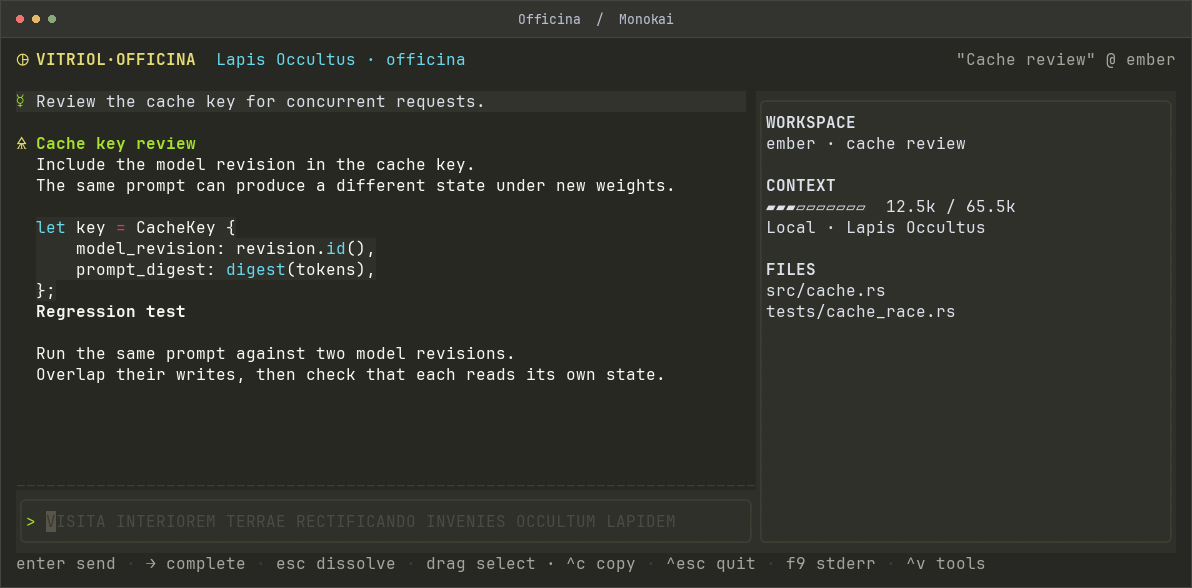 Officina / Monokai
VITRIOL·OFFICINA Lapis Occultus · officina
"Cache review" @ ember
☿ Review the cache key for concurrent requests.
Cache key review
Include the model revision in the cache key.
The same prompt can produce a different state under new weights.
let key = CacheKey {
model_revision: revision.id(),
prompt_digest: digest(tokens),
};
Regression test
Run the same prompt against two model revisions.
Overlap their writes, then check that each reads its own state.
WORKSPACE
ember · cache review
CONTEXT
▰▰▰▱▱▱▱▱▱▱ 12.5k / 65.5k
Local · Lapis Occultus
FILES
src/cache.rs
tests/cache_race.rs
> VISITA INTERIOREM TERRAE RECTIFICANDO INVENIES OCCULTUM LAPIDEM
enter send · → complete · esc dissolve · drag select · ^c copy · ^esc quit · f9 stderr · ^v tools